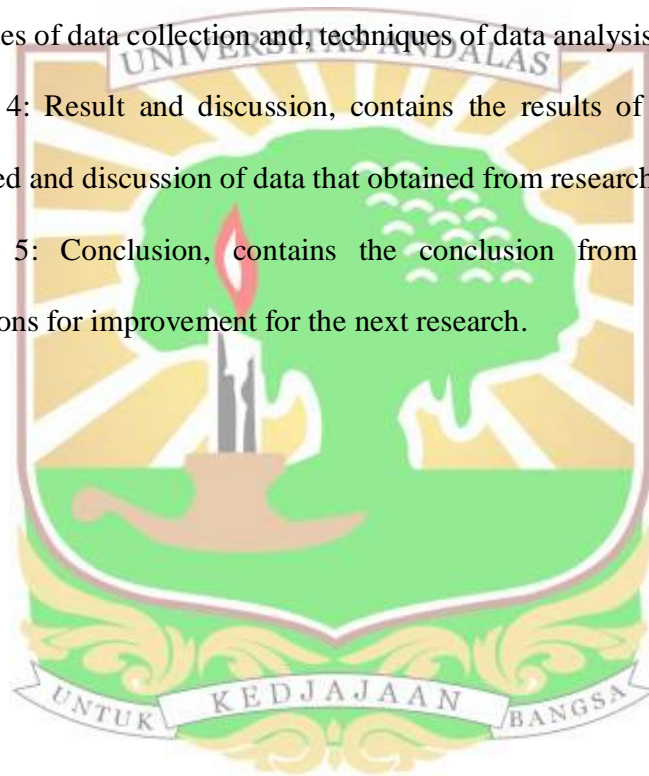 es of data collection and, techniques of data analysis
UNIVERSITAS ANDALAS
4: Result and discussion, contains the results of
ed and discussion of data that obtained from research
5: Conclusion, contains the conclusion from
ons for improvement for the next research.
UNTUK KEDJAJAAN BANGSA